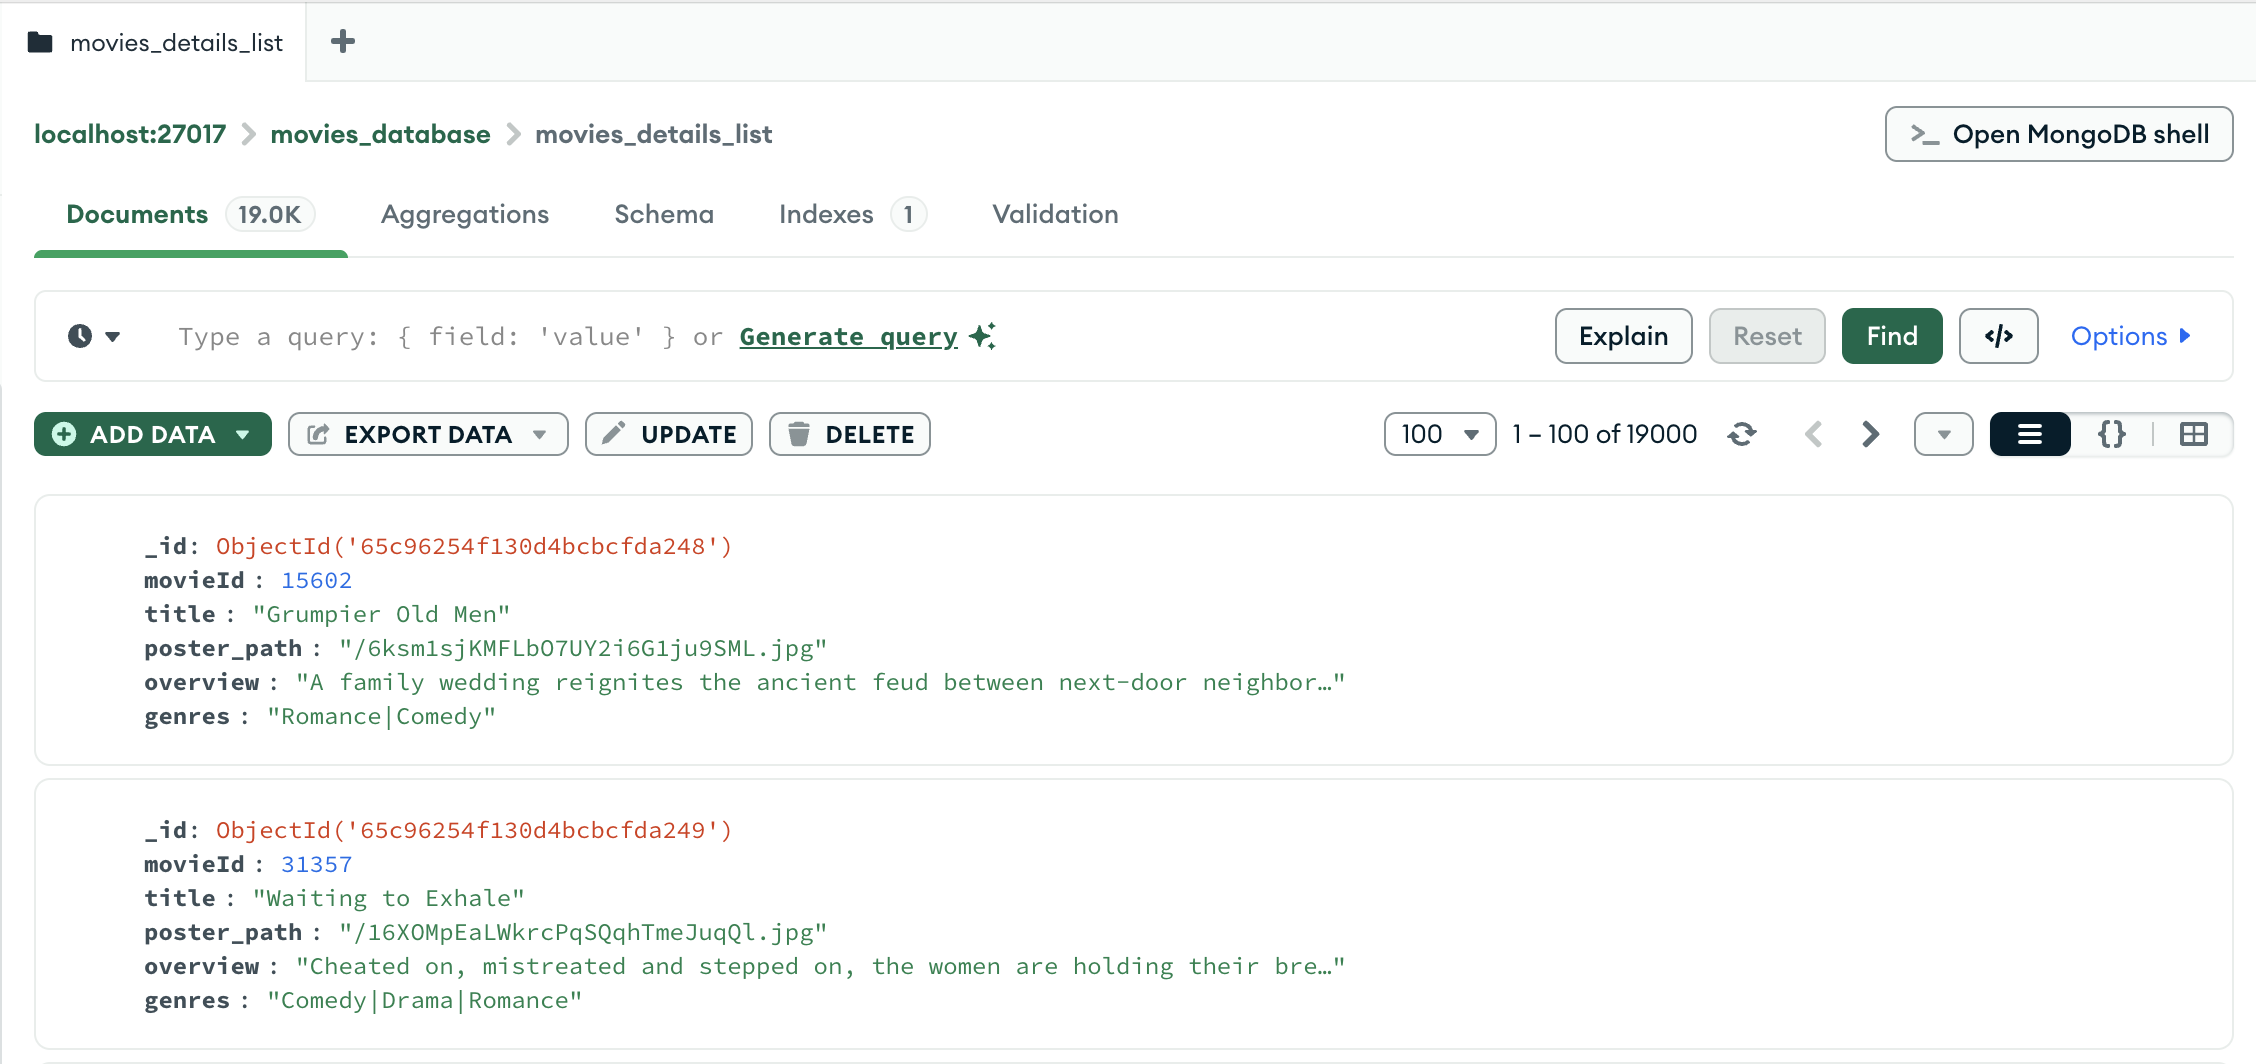 movies_details_list
localhost:27017 movies_database movies_details_list
>_ Open MongoDB shell
Documents 19.0K Aggregations Schema Indexes 1 Validation
Type a query: { field: 'value' } or Generate query
Explain Reset Find </> Options
ADD DATA EXPORT DATA UPDATE DELETE
100 1 – 100 of 19000 {}
_id: ObjectId('65c96254f130d4bcbcfda248')
movieId : 15602
title : "Grumpier Old Men"
poster_path : "/6ksm1sjKMFLbO7UY2i6G1ju9SML.jpg"
overview : "A family wedding reignites the ancient feud between next-door neighbor…"
genres : "Romance|Comedy"
_id: ObjectId('65c96254f130d4bcbcfda249')
movieId : 31357
title : "Waiting to Exhale"
poster_path : "/16XOMpEaLWkrcPqSQqhTmeJuqQl.jpg"
overview : "Cheated on, mistreated and stepped on, the women are holding their bre…"
genres : "Comedy|Drama|Romance"